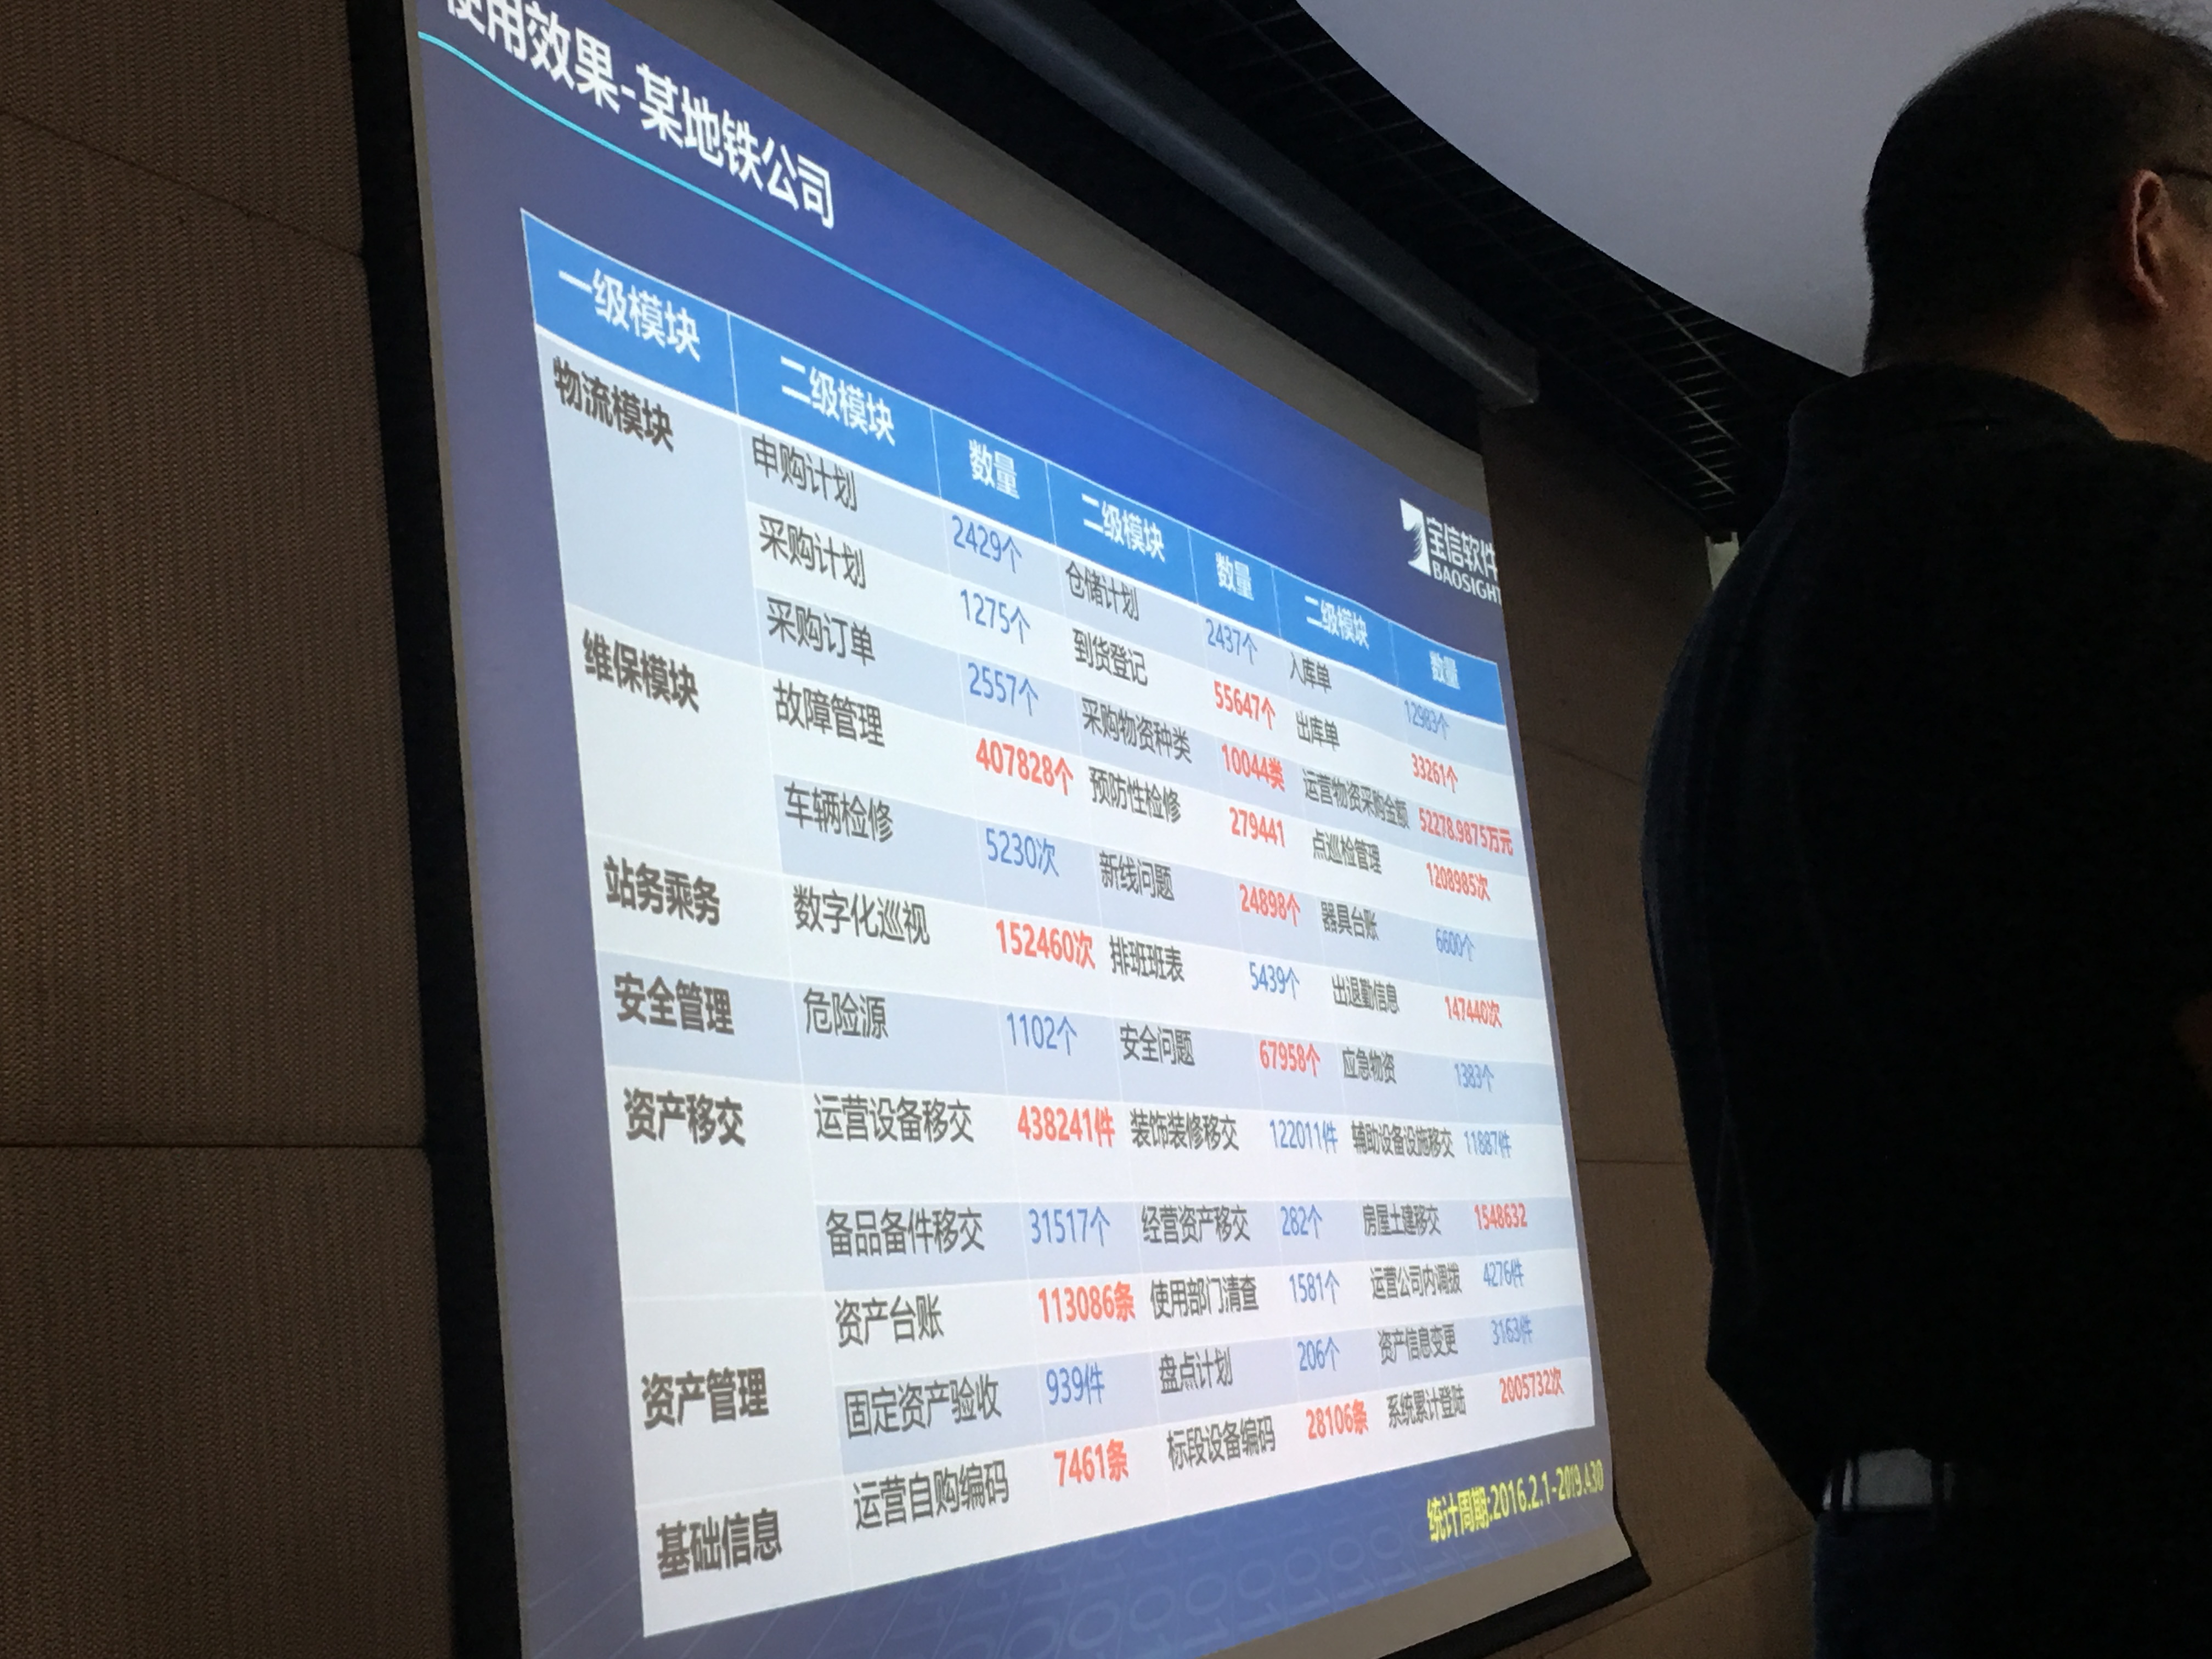 使用效果-某地铁公司
宝信软件
BAOSIGHT
一级模块 二级模块 数量 二级模块 数量 二级模块 数量
物流模块 申购计划 2429个 仓储计划 2437个 入库单 12983个
采购计划 1275个 到货登记 55647个 出库单 33261个
采购订单 2557个 采购物资种类 10044类 运营物资采购金额 52278.9875万元
维保模块 故障管理 407828个 预防性检修 279441 点巡检管理 1208985次
车辆检修 5230次 新线问题 24898个 器具台账 6600个
站务乘务 数字化巡视 152460次 排班班表 5439个 出退勤信息 147440次
安全管理 危险源 1102个 安全问题 67958个 应急物资 1383个
资产移交 运营设备移交 438241件 装饰装修移交 122011件 辅助设备设施移交 11887件
备品备件移交 31517个 经营资产移交 282个 房屋土建移交 1548632
资产管理 资产台账 113086条 使用部门清查 1581个 运营公司内调拨 4276件
固定资产验收 939件 盘点计划 206个 资产信息变更 3163件
基础信息 运营自购编码 7461条 标段设备编码 28106条 系统累计登陆 2005732次
统计周期:2016.2.1-2019.4.30